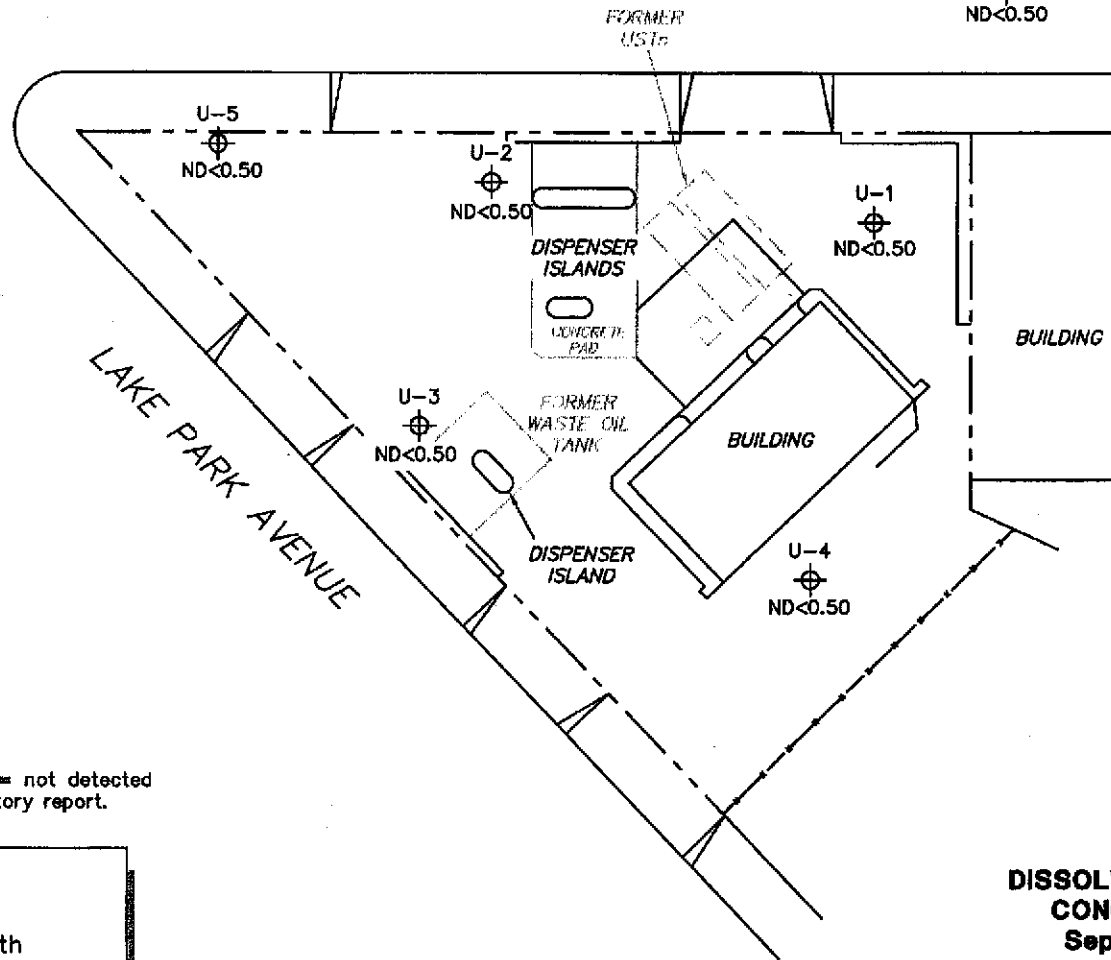 ND<0.50
FORMER
USTs
U-5
ND<0.50
U-2
ND<0.50
U-1
ND<0.50
DISPENSER
ISLANDS
CONCRETE
PAD
BUILDING
LAKE PARK AVENUE
U-3
ND<0.50
FORMER
WASTE OIL
TANK
BUILDING
DISPENSER
ISLAND
U-4
ND<0.50
= not detected
tory report.
th
DISSOL
CON
Sep